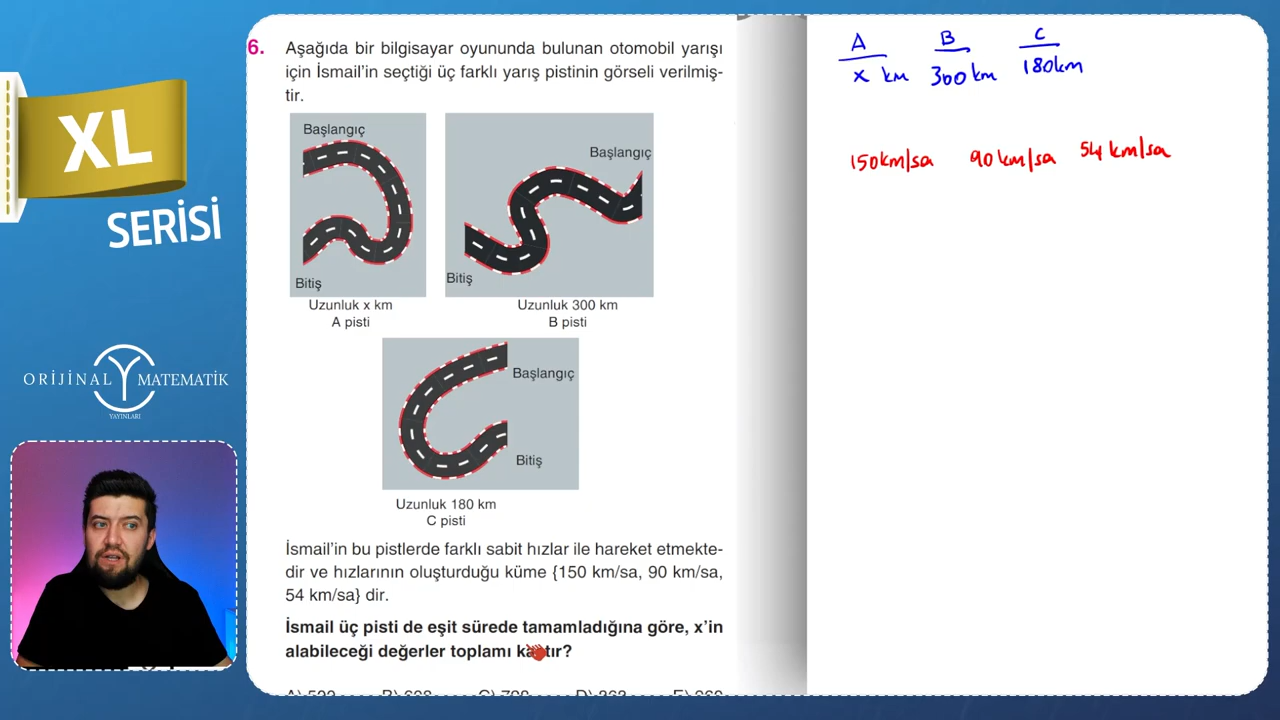 XL
SERİSİ
ORİJİNAL MATEMATİK
YAYINLARI
6. Aşağıda bir bilgisayar oyununda bulunan otomobil yarışı
için İsmail'in seçtiği üç farklı yarış pistinin görseli verilmiş-
tir.
Başlangıç
Bitiş
Uzunluk x km
A pisti
Başlangıç
Bitiş
Uzunluk 300 km
B pisti
Başlangıç
Bitiş
Uzunluk 180 km
C pisti
İsmail'in bu pistlerde farklı sabit hızlar ile hareket etmekte-
dir ve hızlarının oluşturduğu küme {150 km/sa, 90 km/sa,
54 km/sa} dir.
İsmail üç pisti de eşit sürede tamamladığına göre, x'in
alabileceği değerler toplamı kaçtır?
A B C
x km 300 km 180km
150km/sa 90 km/sa 54 km/sa